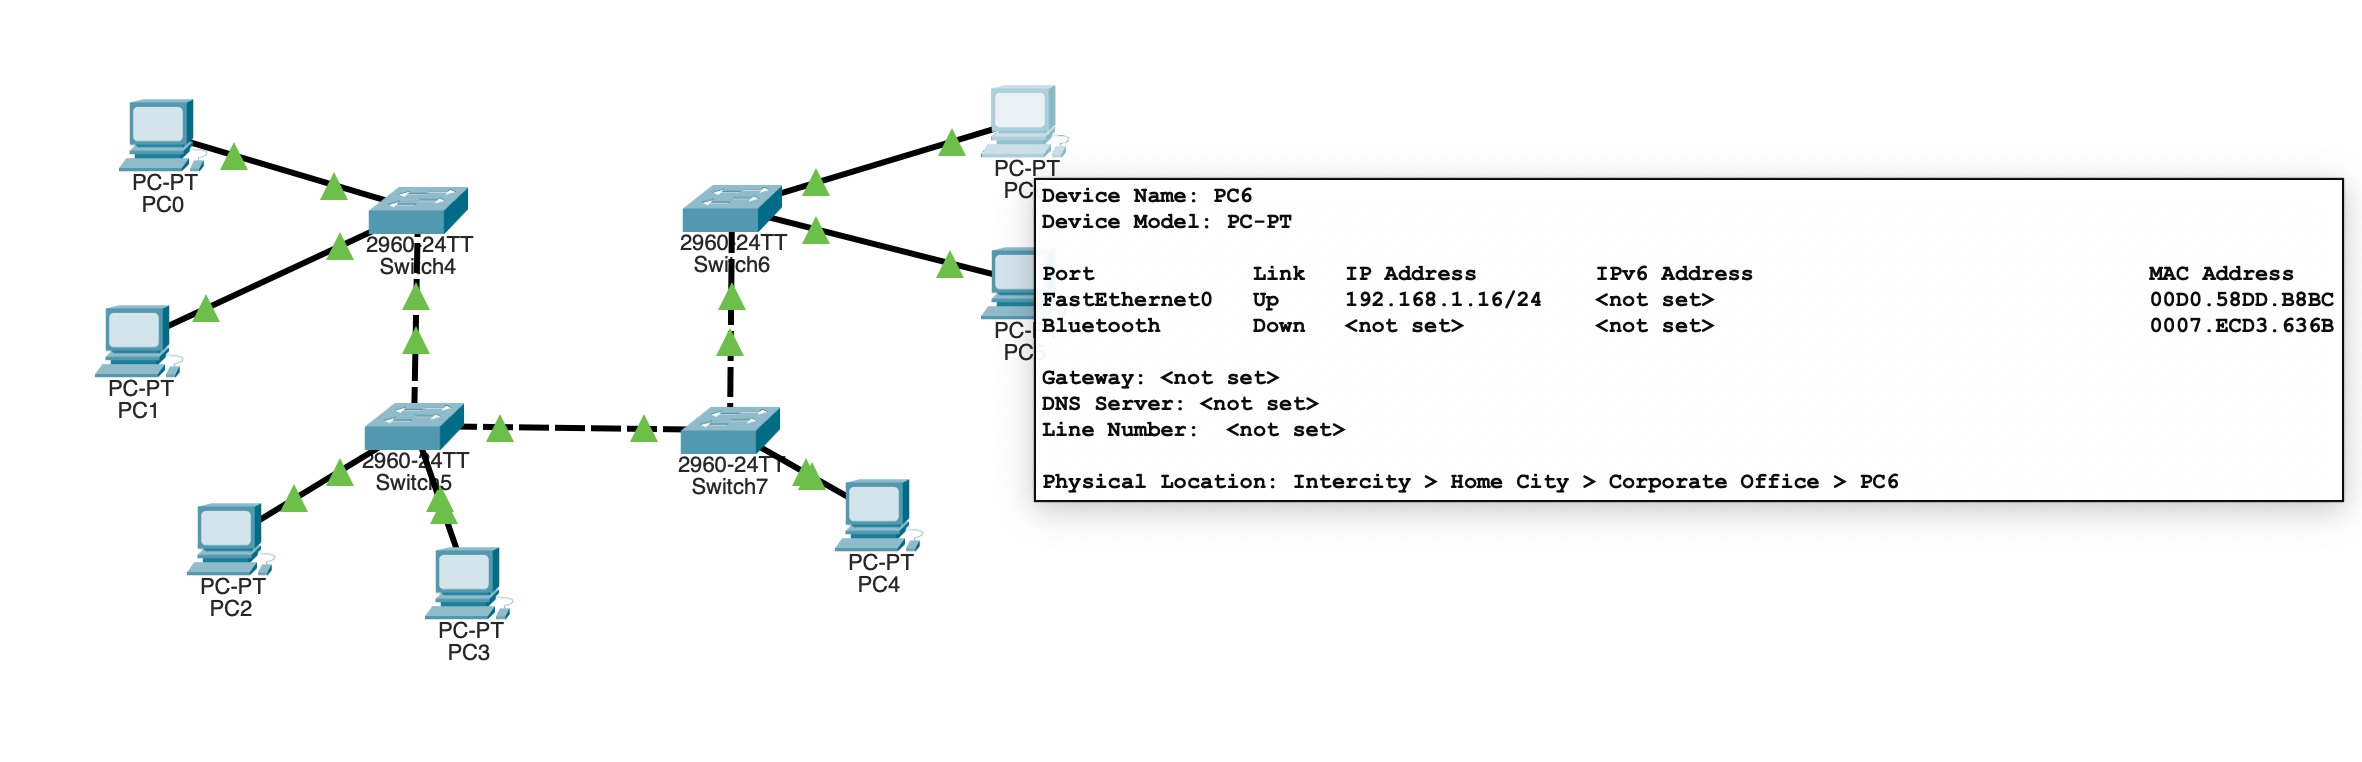 PC-PT
PC0
2960-24TT
Switch4
PC-PT
PC1
2960-24TT
Switch5
PC-PT
PC2
PC-PT
PC3
2960-24TT
Switch6
2960-24TT
Switch7
PC-PT
PC4
PC-PT
PC
PC-
PC5
Device Name: PC6
Device Model: PC-PT
Port Link IP Address IPv6 Address MAC Address
FastEthernet0 Up 192.168.1.16/24 <not set> 00D0.58DD.B8BC
Bluetooth Down <not set> <not set> 0007.ECD3.636B
Gateway: <not set>
DNS Server: <not set>
Line Number: <not set>
Physical Location: Intercity > Home City > Corporate Office > PC6